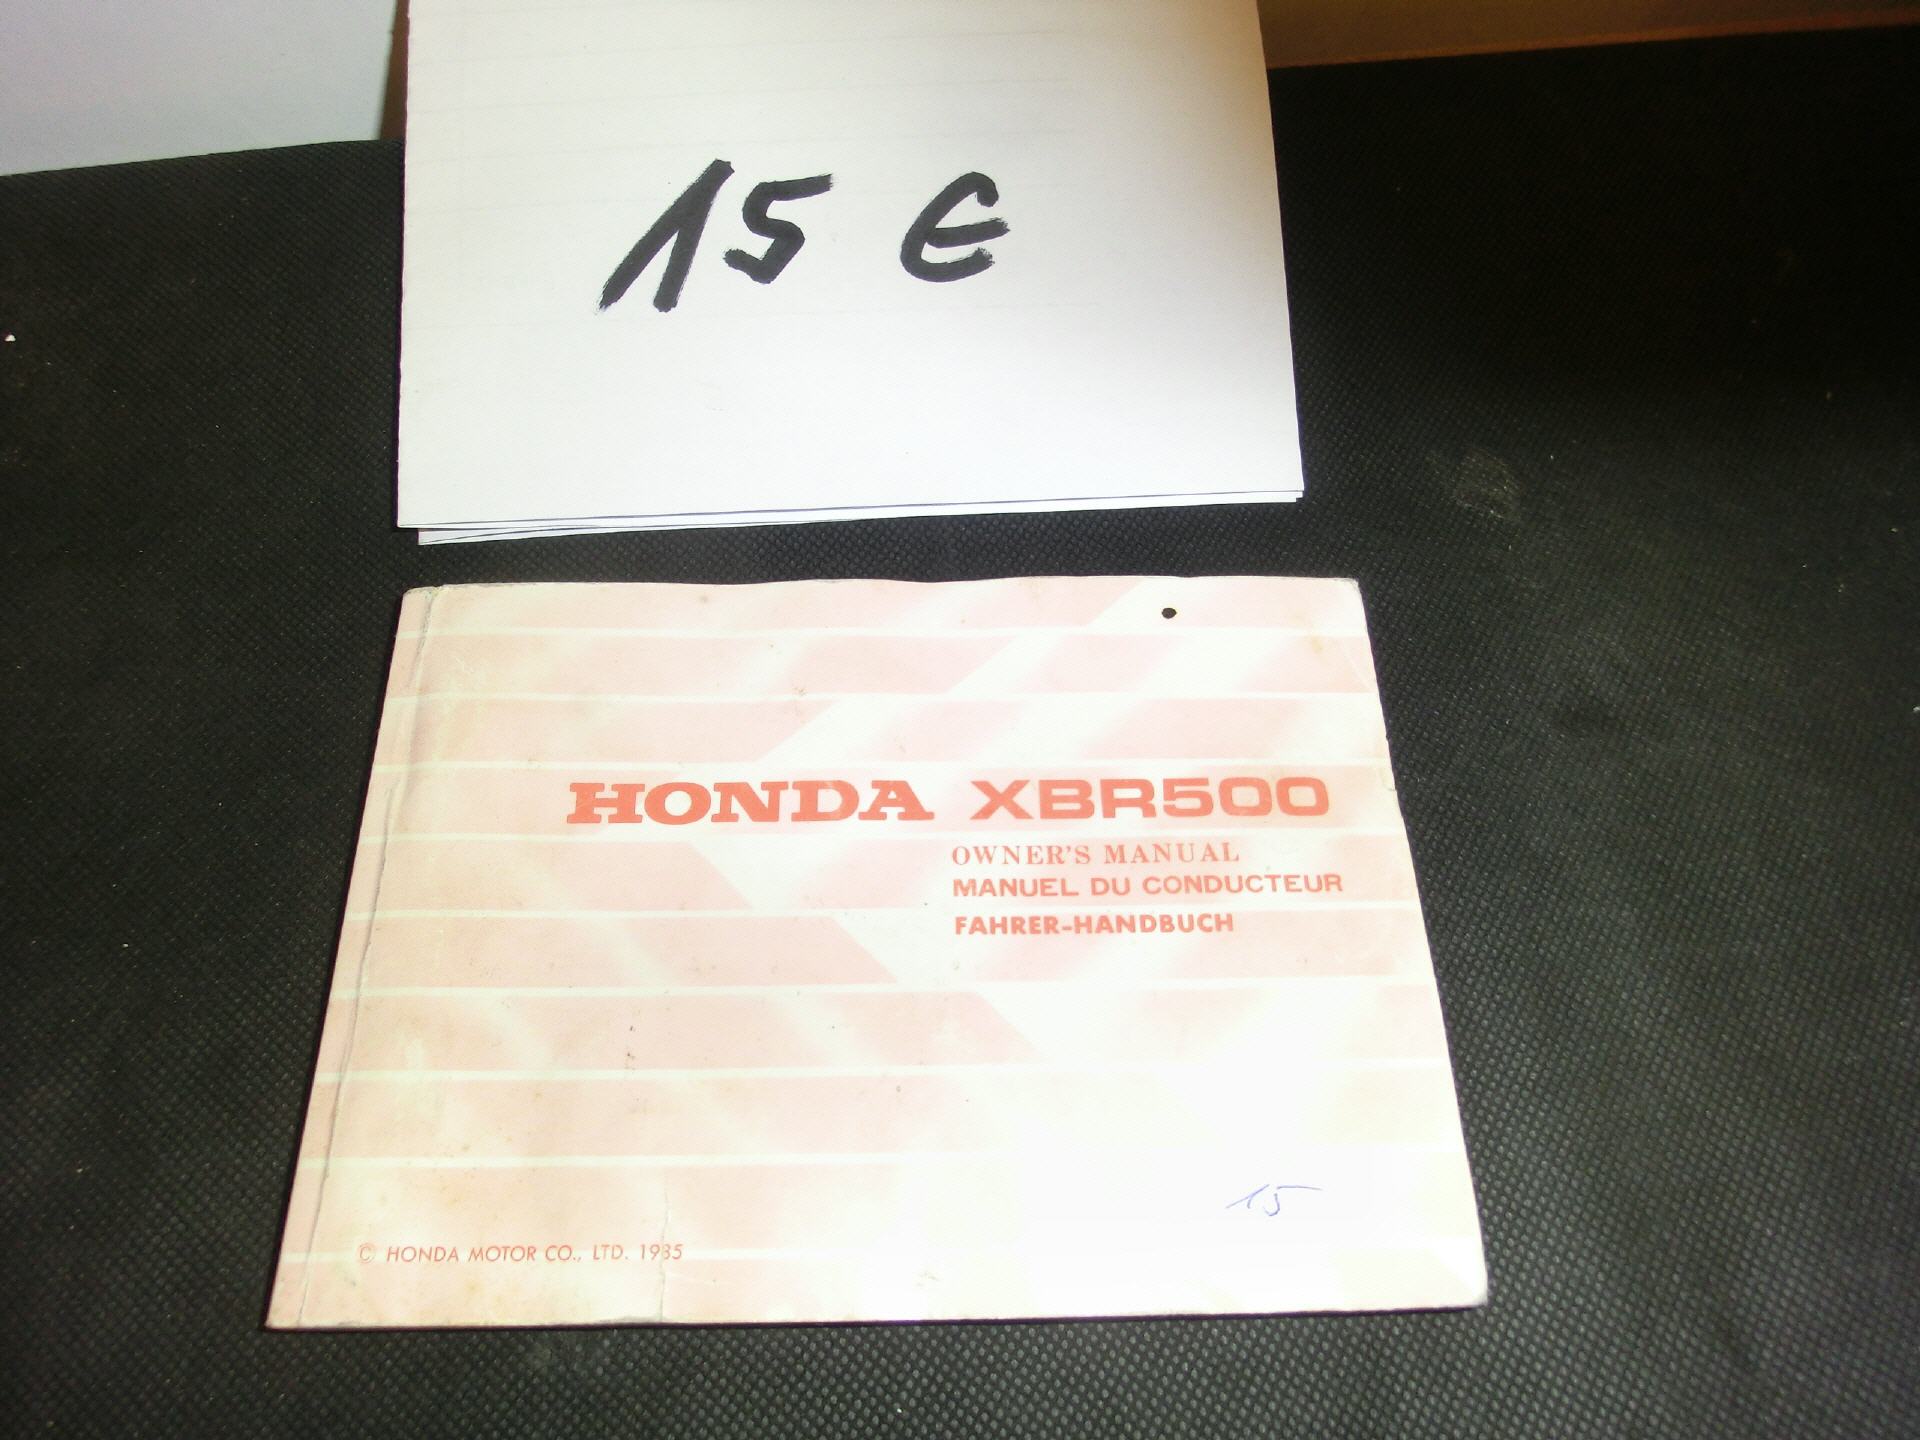 15 €
HONDA XBR500
OWNER'S MANUAL
MANUEL DU CONDUCTEUR
FAHRER-HANDBUCH
15
© HONDA MOTOR CO., LTD. 1985